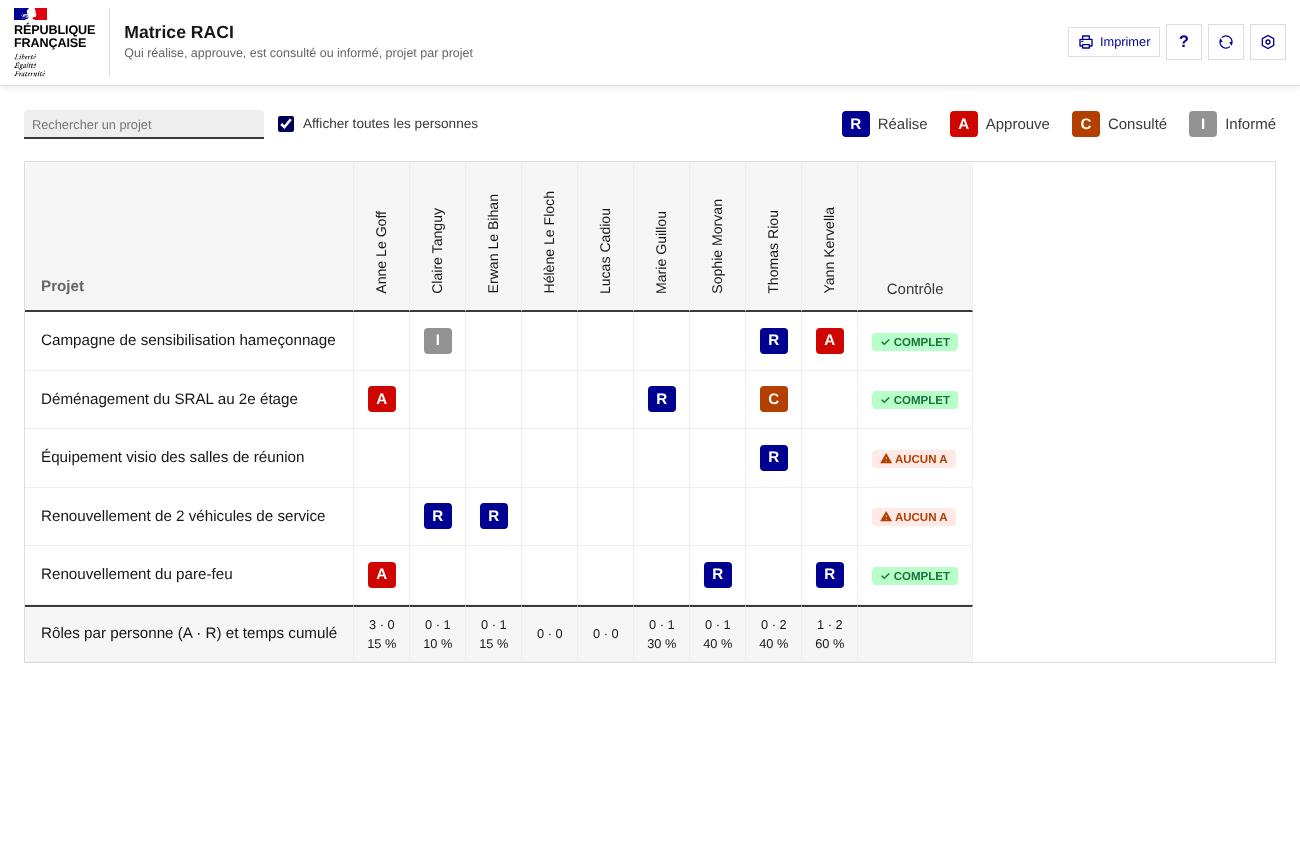 RÉPUBLIQUE
FRANÇAISE
Liberté
Égalité
Fraternité
Matrice RACI
Qui réalise, approuve, est consulté ou informé, projet par projet
Imprimer
?
Rechercher un projet
Afficher toutes les personnes
R Réalise A Approuve C Consulté I Informé
Projet
Anne Le Goff
Claire Tanguy
Erwan Le Bihan
Hélène Le Floch
Lucas Cadiou
Marie Guillou
Sophie Morvan
Thomas Riou
Yann Kervella
Contrôle
Campagne de sensibilisation hameçonnage I R A COMPLET
Déménagement du SRAL au 2e étage A R C COMPLET
Équipement visio des salles de réunion R AUCUN A
Renouvellement de 2 véhicules de service R R AUCUN A
Renouvellement du pare-feu A R R COMPLET
Rôles par personne (A · R) et temps cumulé
3 · 0 0 · 1 0 · 1 0 · 0 0 · 0 0 · 1 0 · 1 0 · 2 1 · 2
15 % 10 % 15 % 30 % 40 % 40 % 60 %